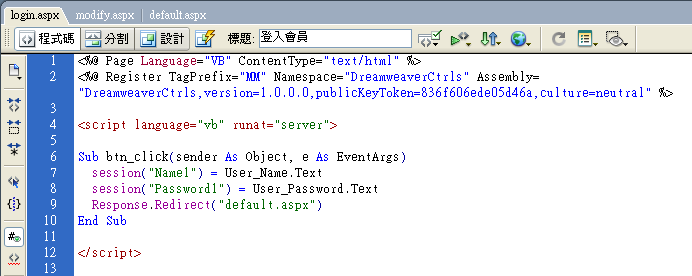 login.aspx modify.aspx default.aspx
程式碼 分割 設計 標題: 登入會員
1 <%@ Page Language="VB" ContentType="text/html" %>
2 <%@ Register TagPrefix="MM" Namespace="DreamweaverCtrls" Assembly=
"DreamweaverCtrls,version=1.0.0.0,publicKeyToken=836f606ede05d46a,culture=neutral" %>
3
4 <script language="vb" runat="server">
5
6 Sub btn_click(sender As Object, e As EventArgs)
7 session("Name1") = User_Name.Text
8 session("Password1") = User_Password.Text
9 Response.Redirect("default.aspx")
10 End Sub
11
12 </script>
13